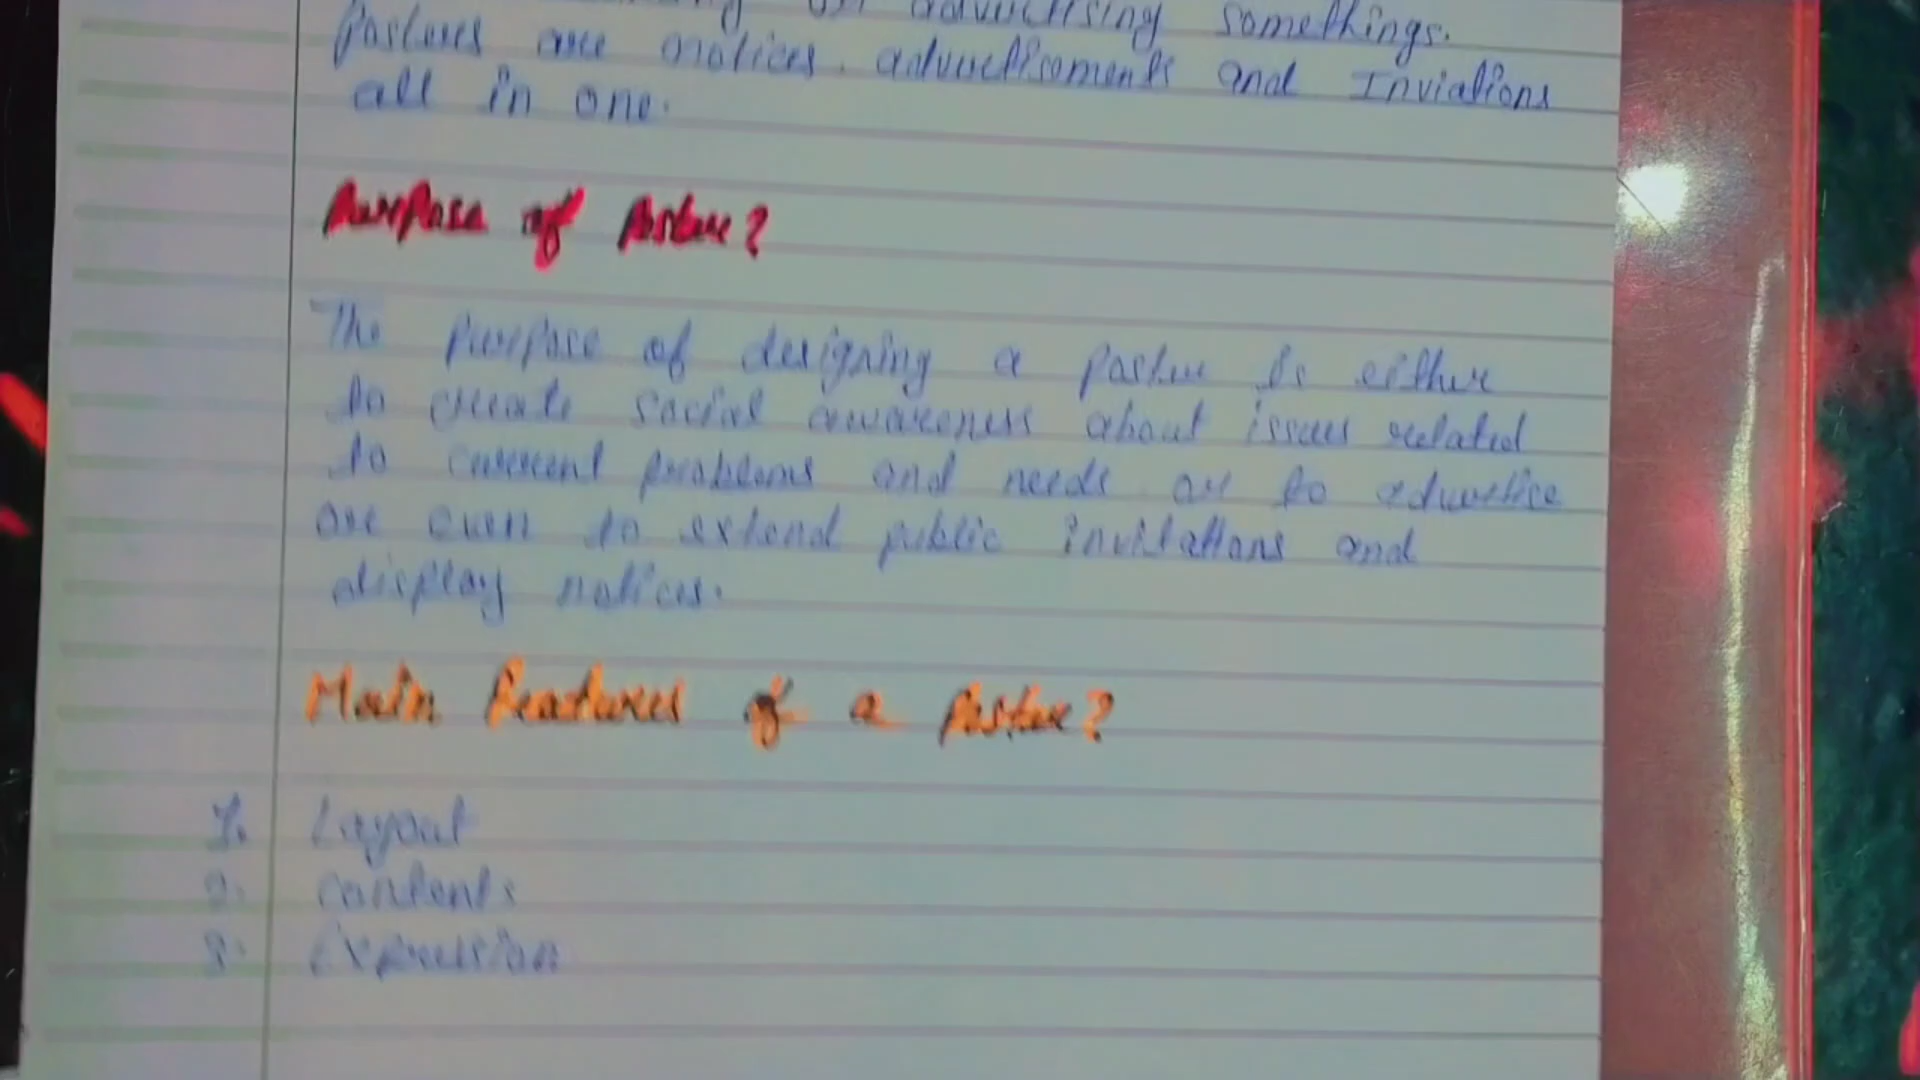 advertising somethings.
Posters are notices, advertisements and Inviations
all in one.
Purpose of Poster?
The purpose of designing a poster is either
to create social awareness about issues related
to current problems and needs or to advertice
ore even to extend public invitations and
display notices.
Main Features of a Poster?
1. Layout
2. contents
3. Expression